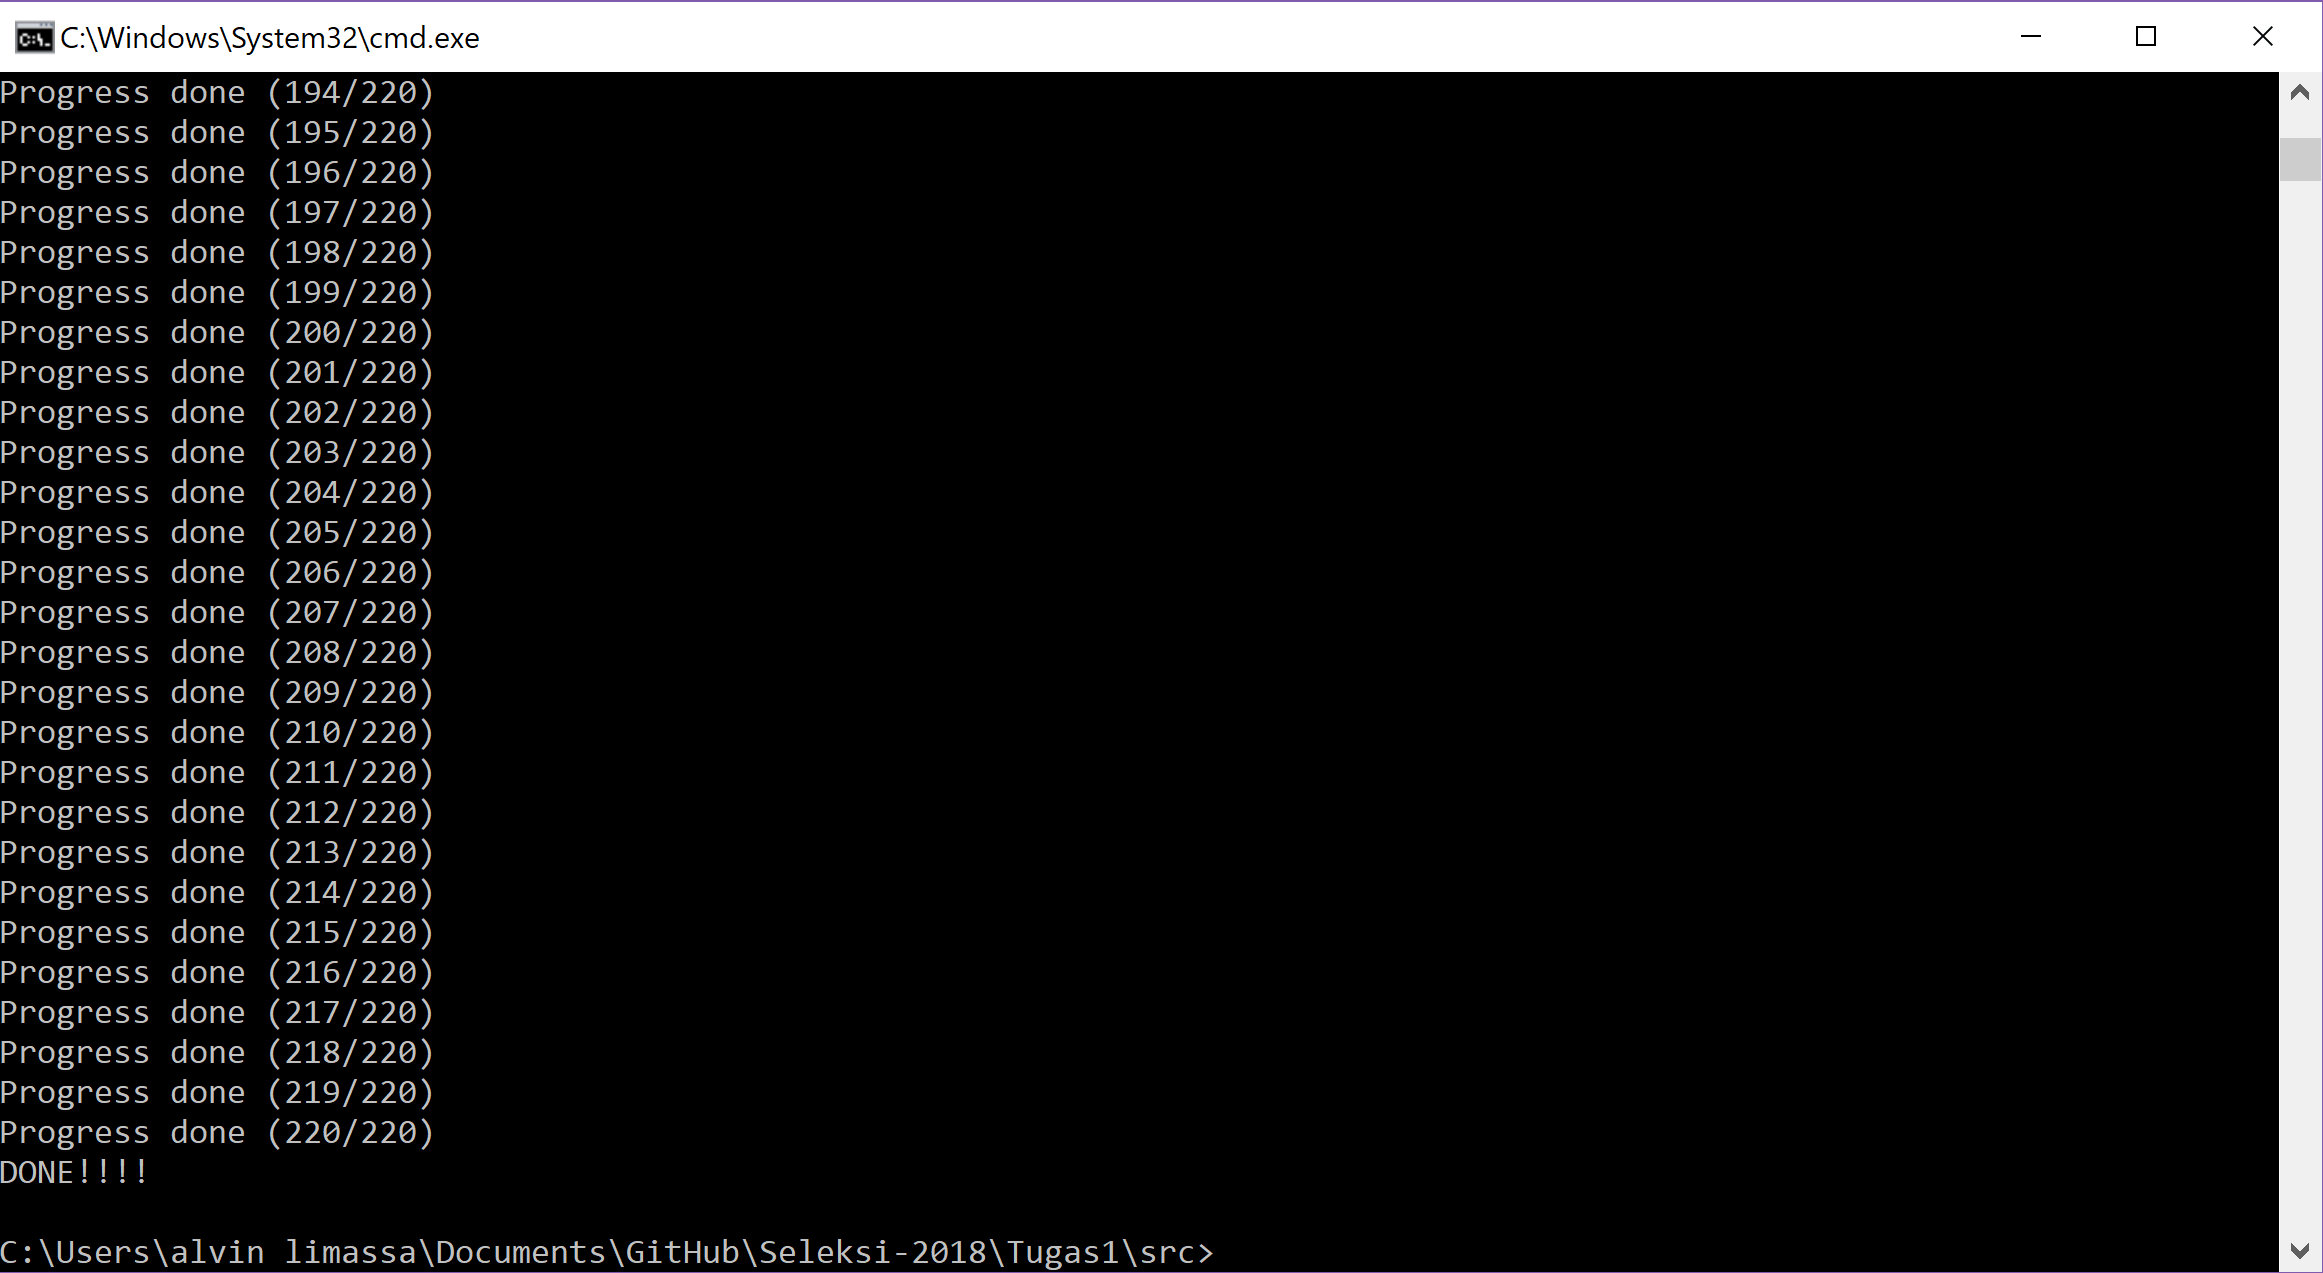 C:\Windows\System32\cmd.exe
Progress done (194/220)
Progress done (195/220)
Progress done (196/220)
Progress done (197/220)
Progress done (198/220)
Progress done (199/220)
Progress done (200/220)
Progress done (201/220)
Progress done (202/220)
Progress done (203/220)
Progress done (204/220)
Progress done (205/220)
Progress done (206/220)
Progress done (207/220)
Progress done (208/220)
Progress done (209/220)
Progress done (210/220)
Progress done (211/220)
Progress done (212/220)
Progress done (213/220)
Progress done (214/220)
Progress done (215/220)
Progress done (216/220)
Progress done (217/220)
Progress done (218/220)
Progress done (219/220)
Progress done (220/220)
DONE!!!!
C:\Users\alvin limassa\Documents\GitHub\Seleksi-2018\Tugas1\src>